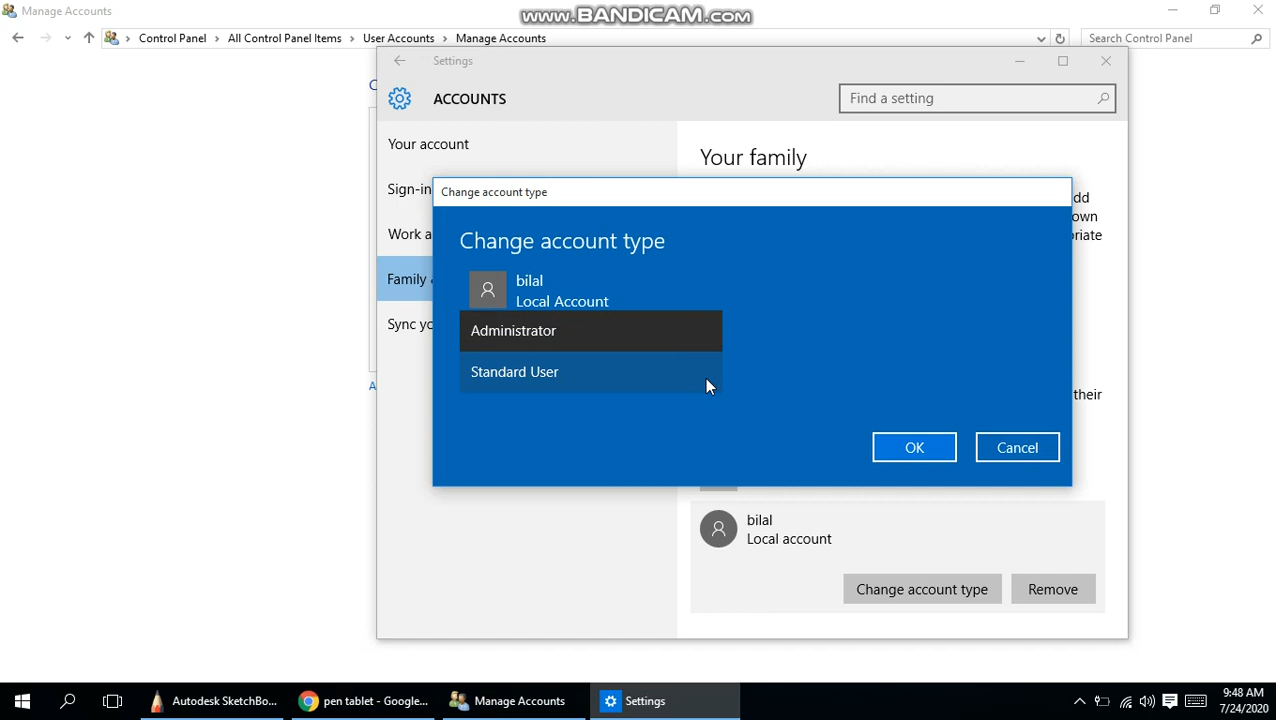 Manage Accounts
www.BANDICAM.com
Control Panel
All Control Panel Items
User Accounts
Manage Accounts
Search Control Panel
C
Settings
ACCOUNTS
Find a setting
Your account
Your family
Sign-in
dd
Work a
own
riate
Change account type
Change account type
bilal
Local Account
Family
Administrator
Sync yo
Standard User
A
their
OK
Cancel
bilal
Local account
Change account type
Remove
Autodesk SketchBo...
pen tablet - Google...
Manage Accounts
Settings
9:48 AM
7/24/2020